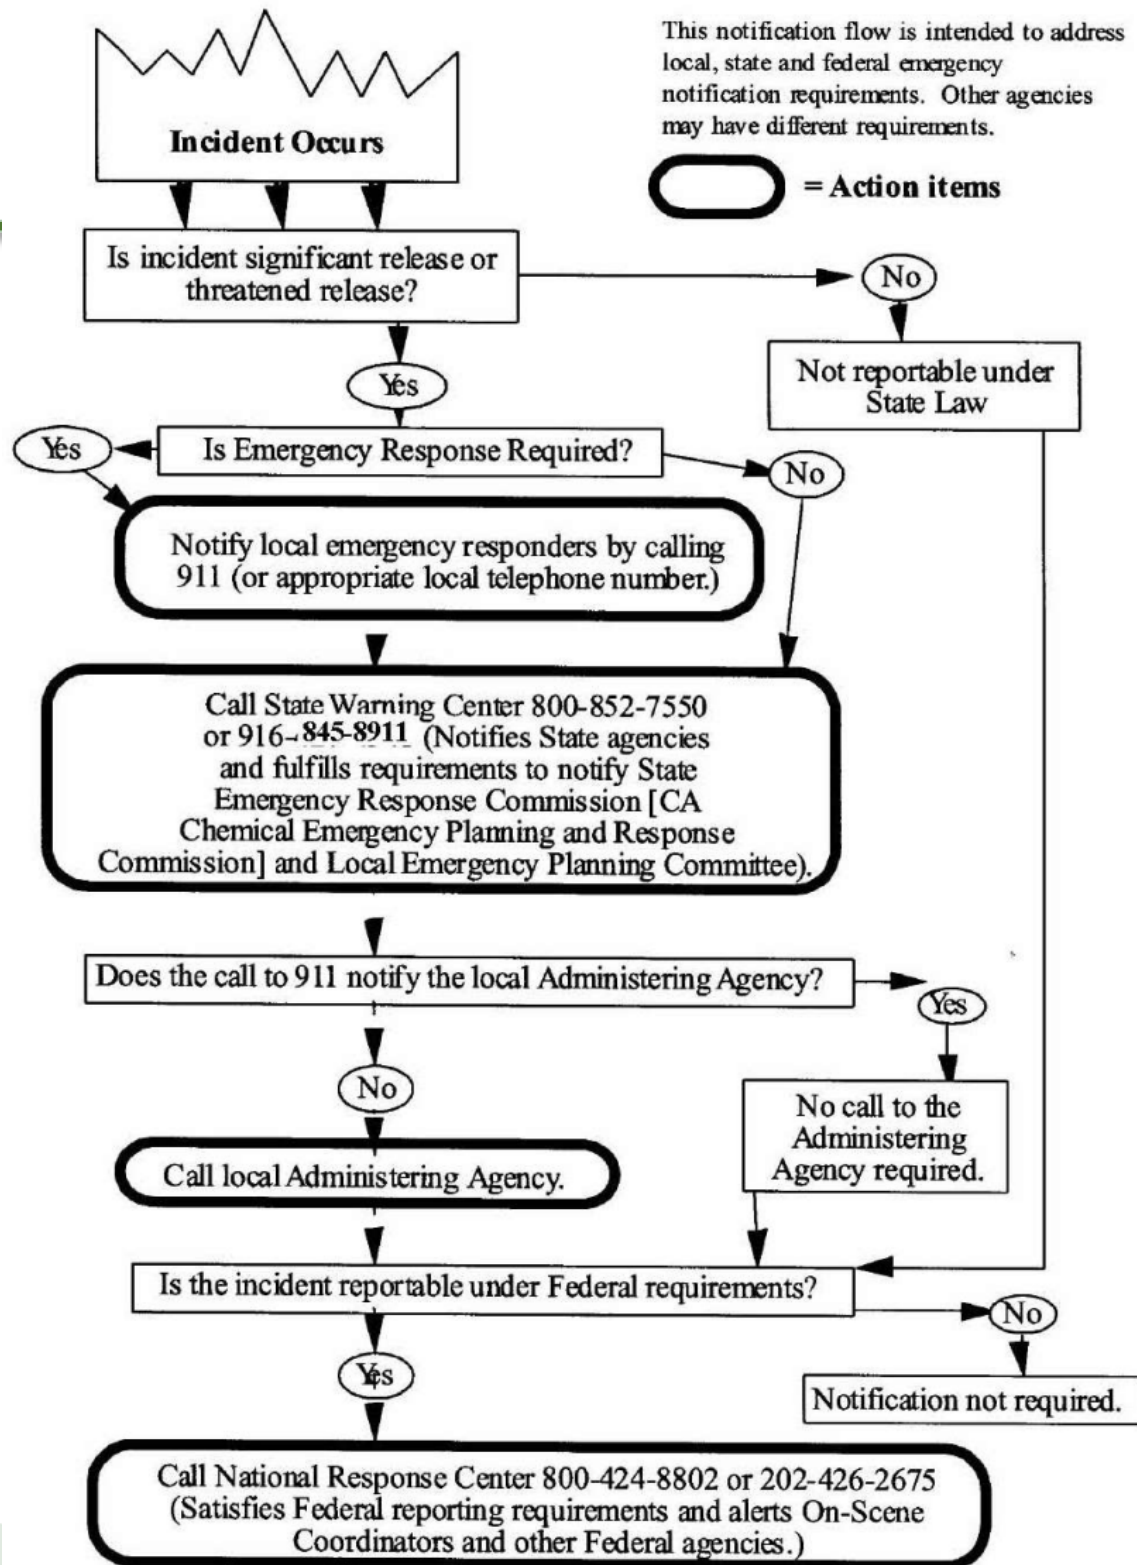 This notification flow is intended to address
local, state and federal emergency
notification requirements. Other agencies
may have different requirements.
Incident Occurs
= Action items
Is incident significant release or
threatened release?
No
Yes
Not reportable under
State Law
Yes
Is Emergency Response Required?
No
Notify local emergency responders by calling
911 (or appropriate local telephone number.)
Call State Warning Center 800-852-7550
or 916-845-8911 (Notifies State agencies
and fulfills requirements to notify State
Emergency Response Commission [CA
Chemical Emergency Planning and Response
Commission] and Local Emergency Planning Committee).
Does the call to 911 notify the local Administering Agency?
Yes
No
No call to the
Administering
Agency required.
Call local Administering Agency.
Is the incident reportable under Federal requirements?
No
Yes
Notification not required.
Call National Response Center 800-424-8802 or 202-426-2675
(Satisfies Federal reporting requirements and alerts On-Scene
Coordinators and other Federal agencies.)